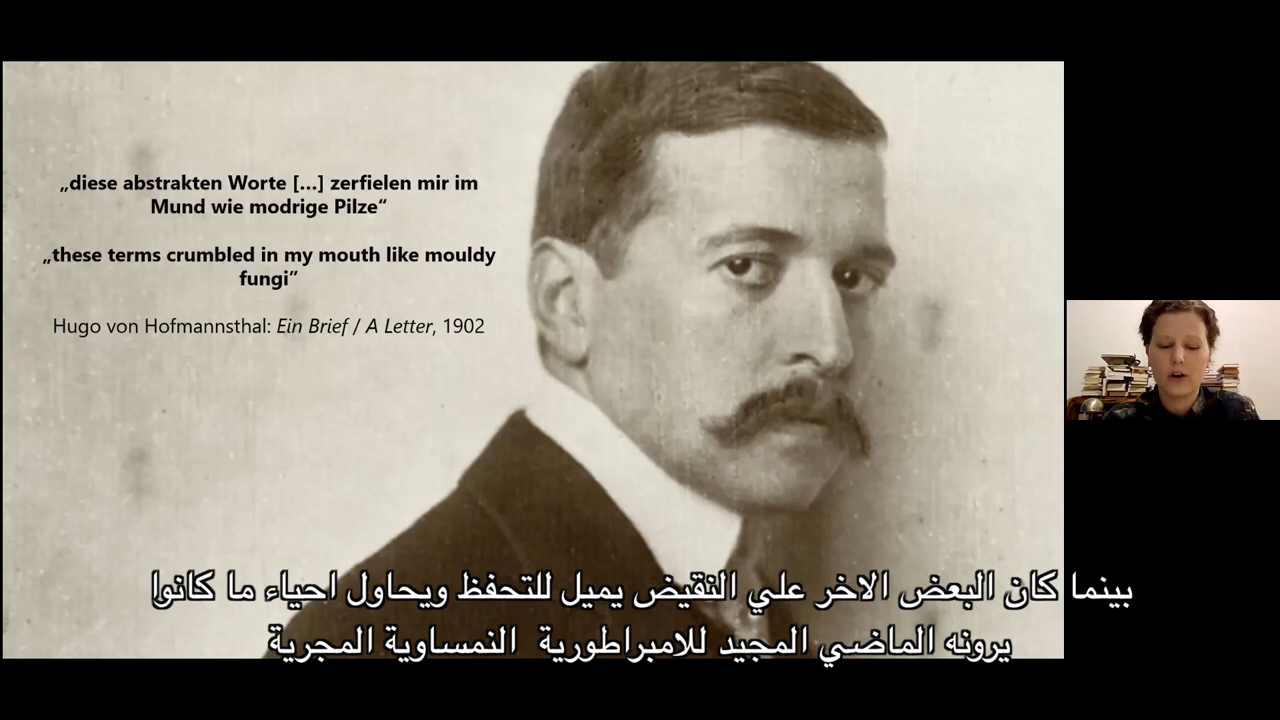 „diese abstrakten Worte [...] zerfielen mir im
Mund wie modrige Pilze“
„these terms crumbled in my mouth like mouldy
fungi”
Hugo von Hofmannsthal: Ein Brief / A Letter, 1902
بينما كان البعض الاخر علي النقيض يميل للتحفظ ويحاول احياء ما كانوا
يرونه الماضي المجيد للامبراطورية النمساوية المجرية